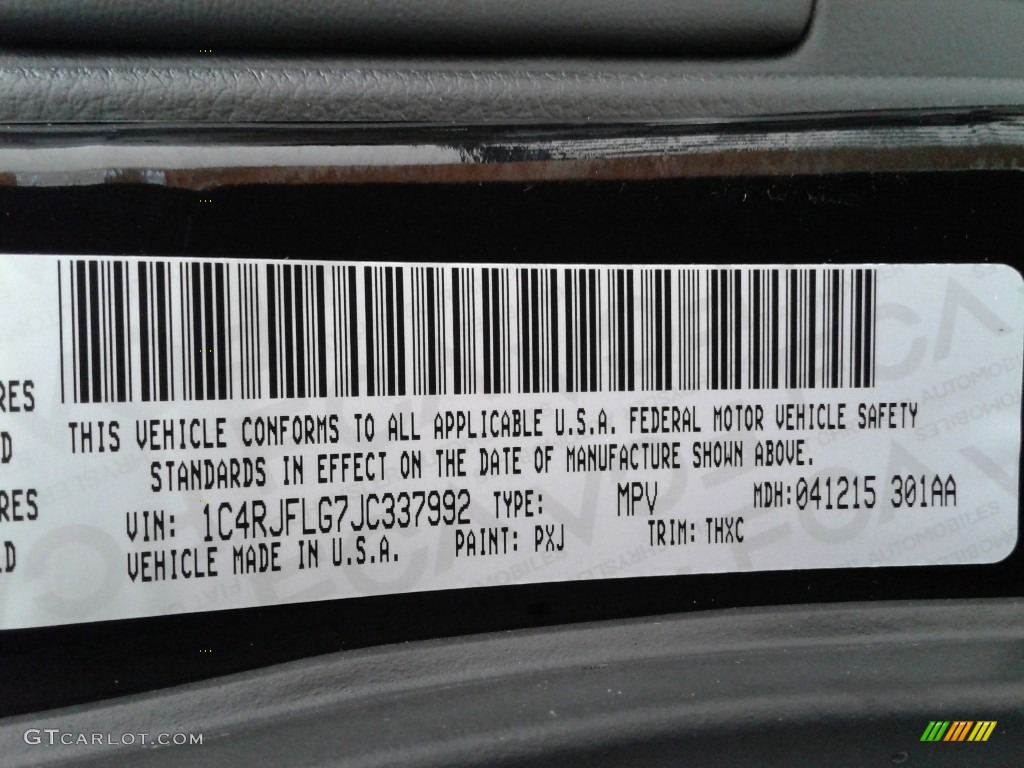 RES
D
RES
LD
THIS VEHICLE CONFORMS TO ALL APPLICABLE U.S.A. FEDERAL MOTOR VEHICLE SAFETY
STANDARDS IN EFFECT ON THE DATE OF MANUFACTURE SHOWN ABOVE.
VIN: 1C4RJFLG7JC337992 TYPE: MPV MDH:041215 301AA
VEHICLE MADE IN U.S.A. PAINT: PXJ TRIM: THXC
GTCARLOT.COM